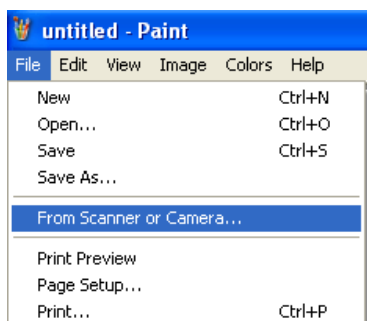 untitled - Paint
File Edit View Image Colors Help
New Ctrl+N
Open... Ctrl+O
Save Ctrl+S
Save As...
From Scanner or Camera...
Print Preview
Page Setup...
Print... Ctrl+P